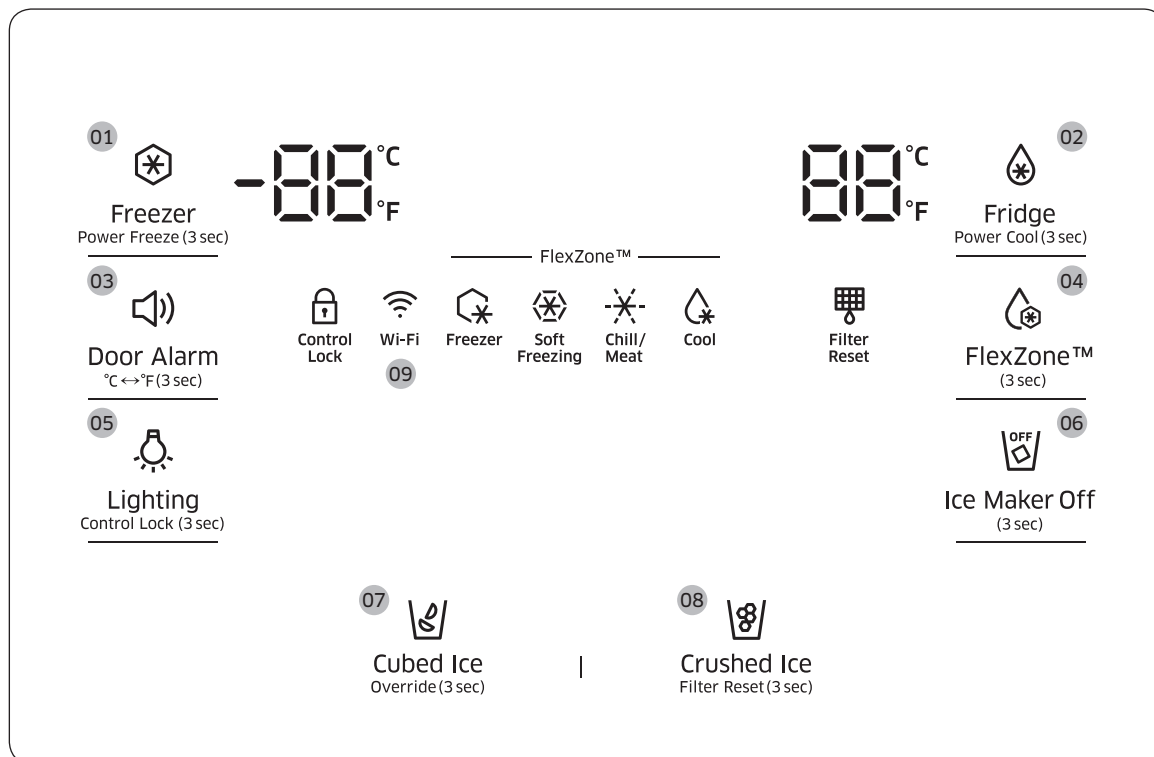 01
02
-88 °C
°F
88 °C
°F
Freezer
Power Freeze (3 sec)
Fridge
Power Cool (3 sec)
FlexZone™
03
04
Control
Lock
Wi-Fi
Freezer
Soft
Freezing
Chill/
Meat
Cool
Filter
Reset
09
Door Alarm
°C ↔ °F (3 sec)
FlexZone™
(3 sec)
05
06
OFF
Lighting
Control Lock (3 sec)
Ice Maker Off
(3 sec)
07
Cubed Ice
Override (3 sec)
08
Crushed Ice
Filter Reset (3 sec)